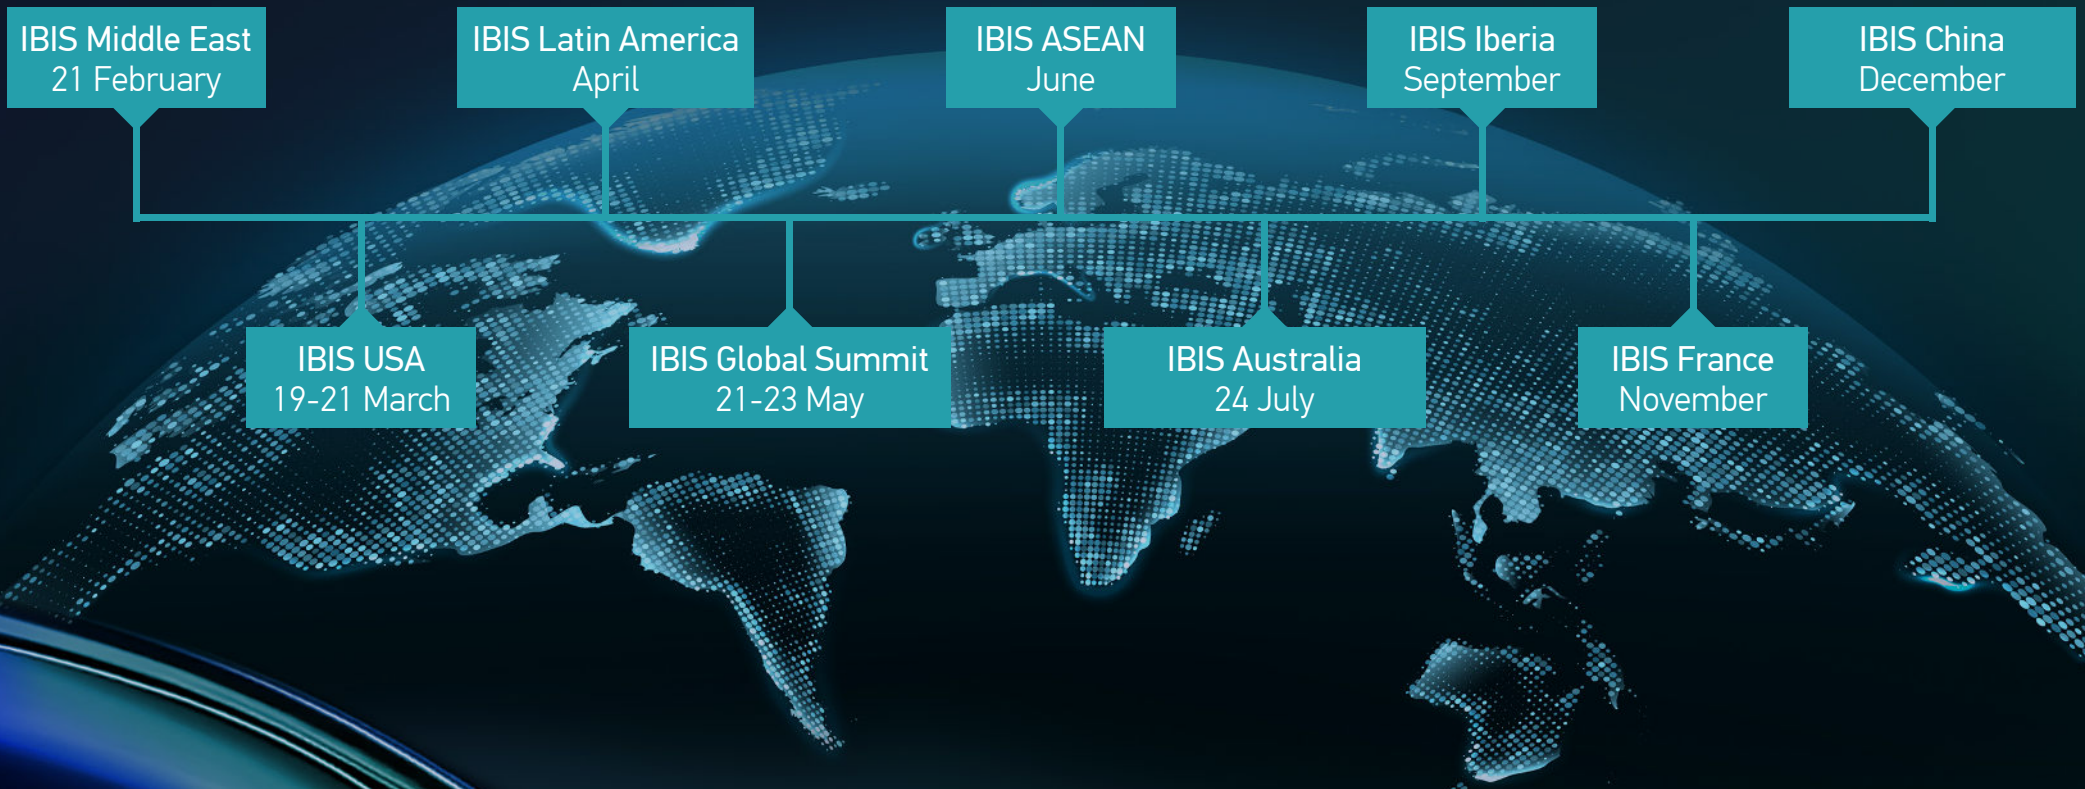 IBIS Middle East
21 February
IBIS USA
19-21 March
IBIS Latin America
April
IBIS Global Summit
21-23 May
IBIS ASEAN
June
IBIS Australia
24 July
IBIS Iberia
September
IBIS France
November
IBIS China
December